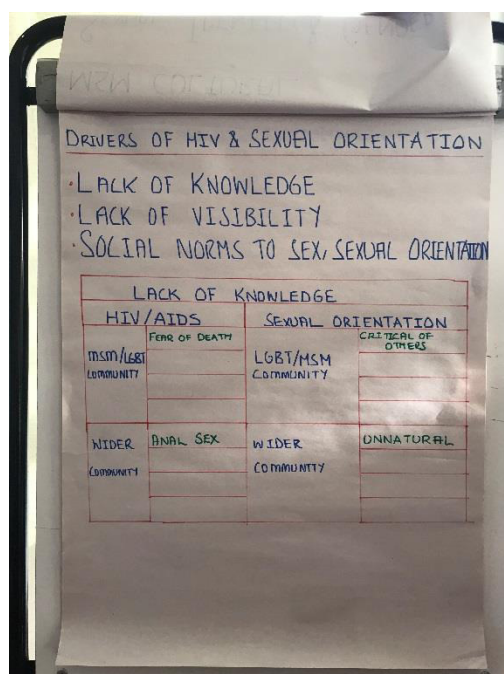 DRIVERS OF HIV & SEXUAL ORIENTATION
· LACK OF KNOWLEDGE
· LACK OF VISIBILITY
· SOCIAL NORMS TO SEX, SEXUAL ORIENTATION
LACK OF KNOWLEDGE
HIV/AIDS
SEXUAL ORIENTATION
MSM/LGBT
COMMUNITY
FEAR OF DEATH
LGBT/MSM
COMMUNITY
CRITICAL OF
OTHERS
WIDER
COMMUNITY
ANAL SEX
WIDER
COMMUNITY
UNNATURAL